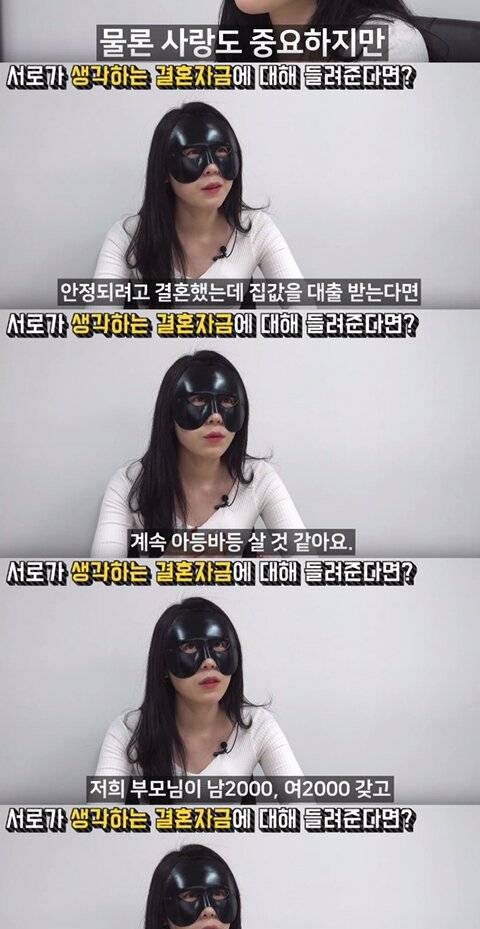 물론 사랑도 중요하지만
서로가 생각하는 결혼자금에 대해 들려준다면?
안정되려고 결혼했는데 집값을 대출 받는다면
서로가 생각하는 결혼자금에 대해 들려준다면?
계속 아등바등 살 것 같아요.
서로가 생각하는 결혼자금에 대해 들려준다면?
저희 부모님이 남2000, 여2000 갖고
서로가 생각하는 결혼자금에 대해 들려준다면?